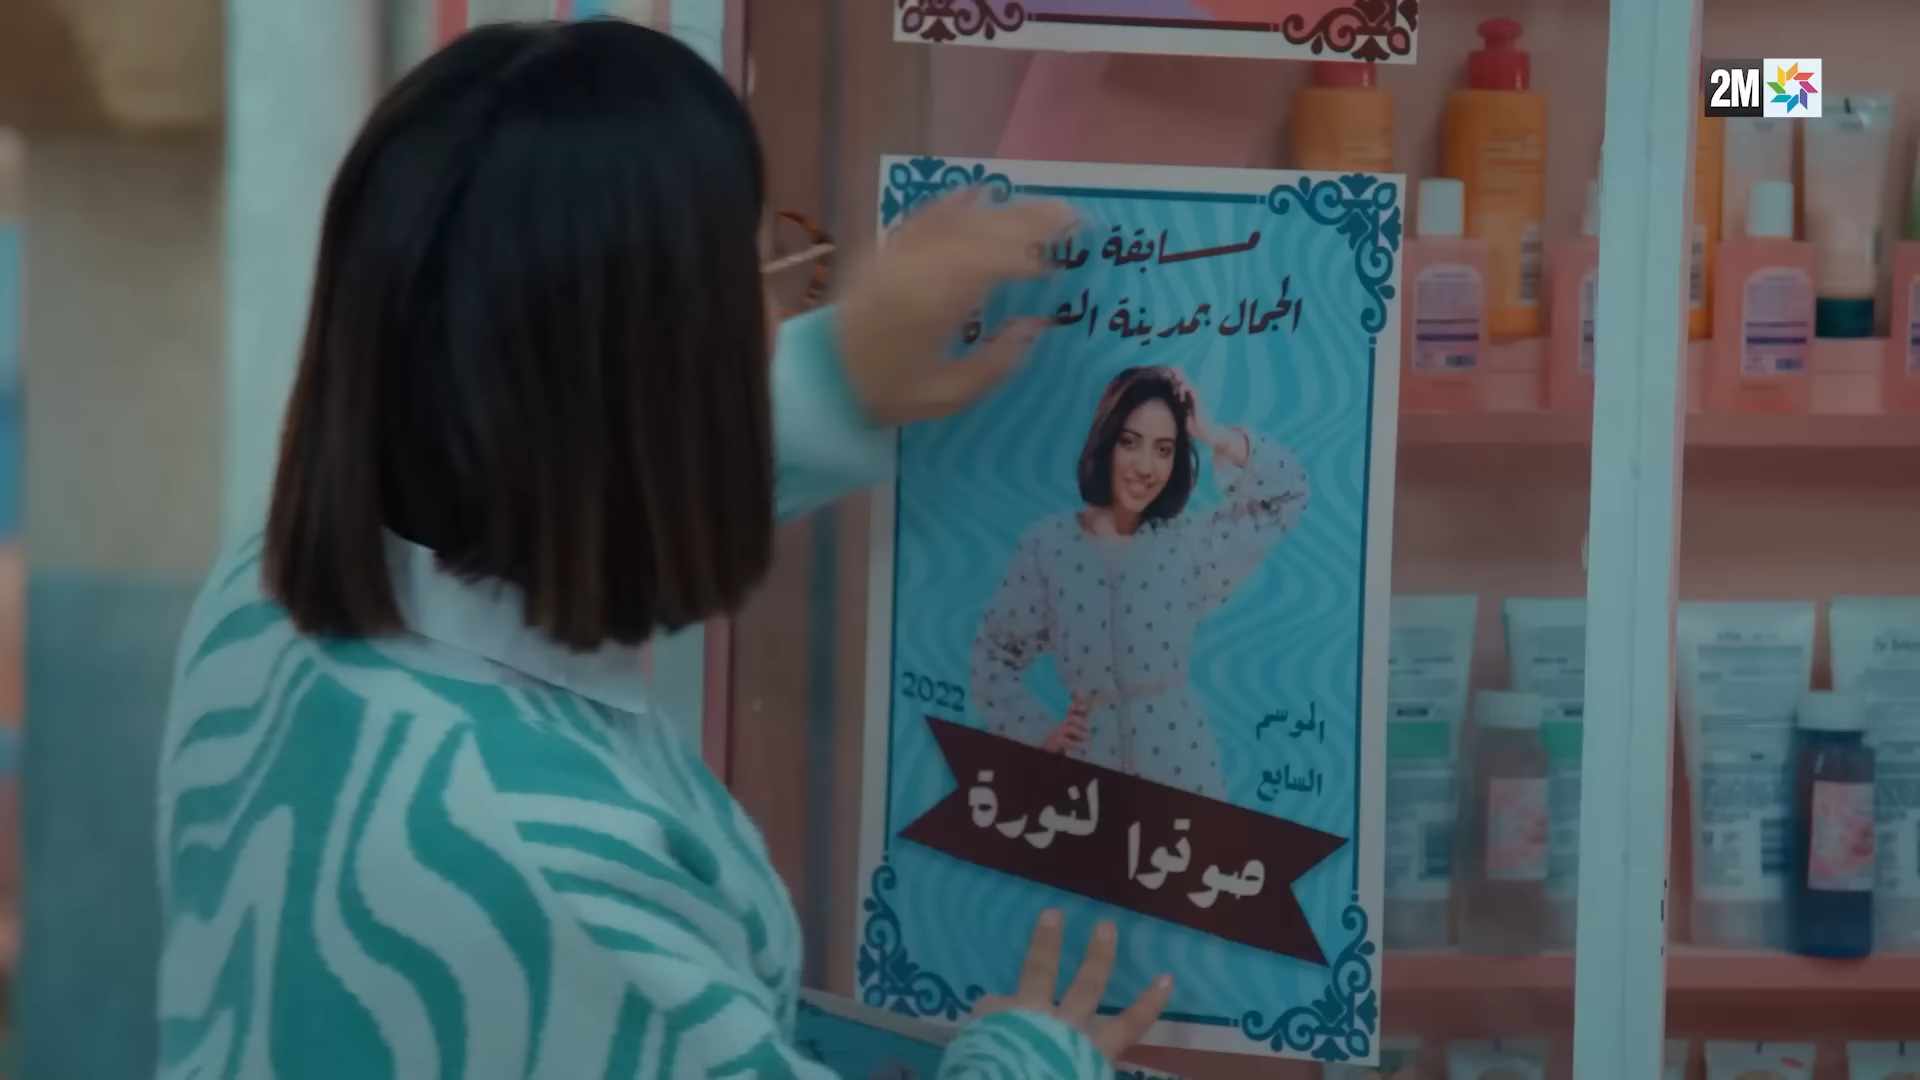 2M
مسابقة
الجمال بمدينة
2022
الموسم
السابع
صوتوا لنورة